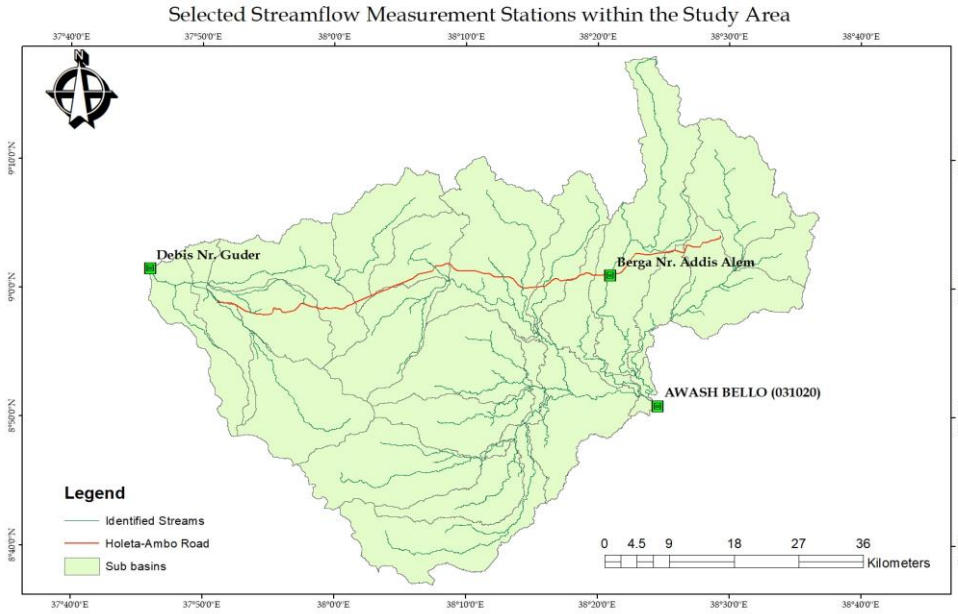 Selected Streamflow Measurement Stations within the Study Area
37°40'0"E 37°50'0"E 38°0'0"E 38°10'0"E 38°20'0"E 38°30'0"E 38°40'0"E
N
9°10'0"N
9°0'0"N
8°50'0"N
8°40'0"N
Debis Nr. Guder
Berga Nr. Addis Alem
AWASH BELLO (031020)
Legend
Identified Streams
Holeta-Ambo Road
Sub basins
0 4.5 9 18 27 36
Kilometers
37°40'0"E 37°50'0"E 38°0'0"E 38°10'0"E 38°20'0"E 38°30'0"E 38°40'0"E